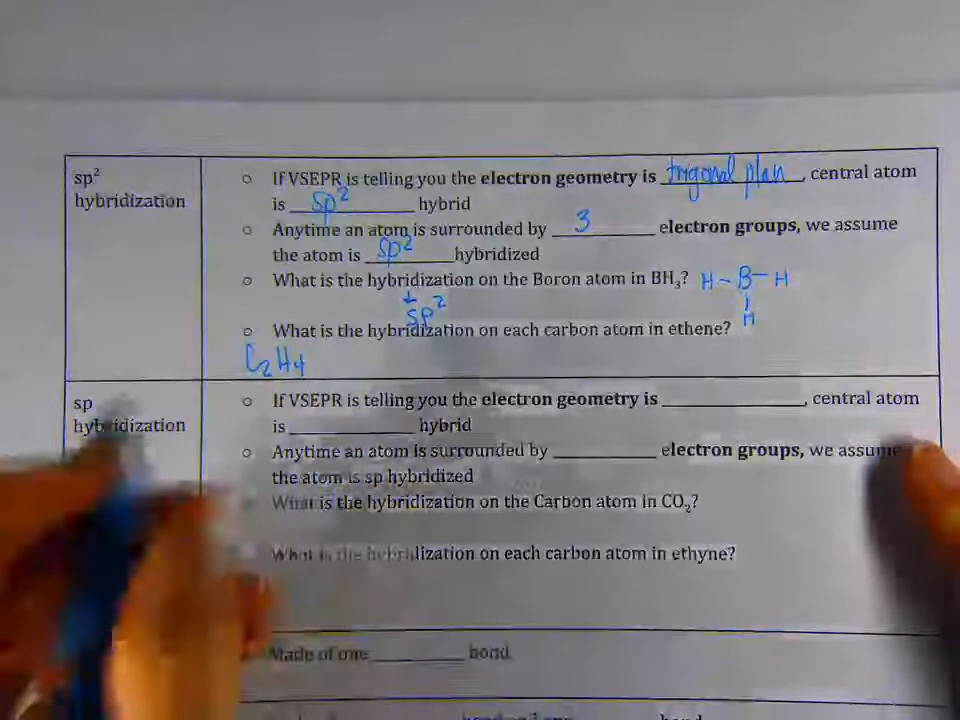 sp²
hybridization
○ If VSEPR is telling you the electron geometry is trigonal plan, central atom
is sp² hybrid
○ Anytime an atom is surrounded by 3 electron groups, we assume
the atom is sp² hybridized
○ What is the hybridization on the Boron atom in BH₃? H - B - H
H
sp²
○ What is the hybridization on each carbon atom in ethene?
C₂H₄
sp
hybridization
○ If VSEPR is telling you the electron geometry is ____________, central atom
is ____________ hybrid
○ Anytime an atom is surrounded by __________ electron groups, we assume
the atom is sp hybridized
What is the hybridization on the Carbon atom in CO₂?
What is the hybridization on each carbon atom in ethyne?
Made of one _________ bond